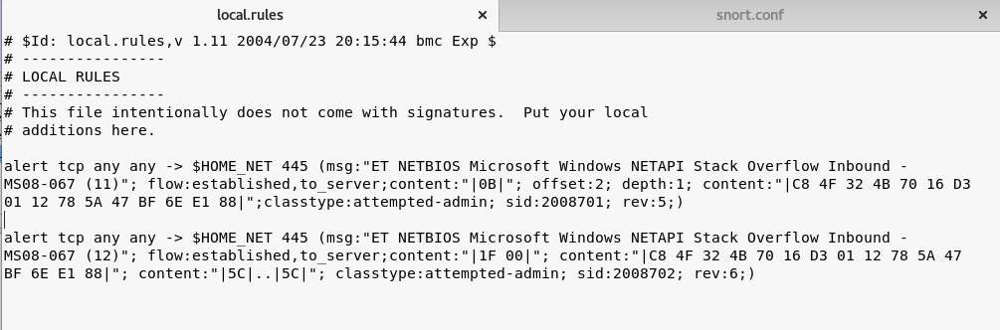 local.rules × snort.conf ×
# $Id: local.rules,v 1.11 2004/07/23 20:15:44 bmc Exp $
# ----------------
# LOCAL RULES
# ----------------
# This file intentionally does not come with signatures.  Put your local
# additions here.
alert tcp any any -> $HOME_NET 445 (msg:"ET NETBIOS Microsoft Windows NETAPI Stack Overflow Inbound -
MS08-067 (11)"; flow:established,to_server;content:"|0B|"; offset:2; depth:1; content:"|C8 4F 32 4B 70 16 D3
01 12 78 5A 47 BF 6E E1 88|";classtype:attempted-admin; sid:2008701; rev:5;)
alert tcp any any -> $HOME_NET 445 (msg:"ET NETBIOS Microsoft Windows NETAPI Stack Overflow Inbound -
MS08-067 (12)"; flow:established,to_server;content:"|1F 00|"; content:"|C8 4F 32 4B 70 16 D3 01 12 78 5A 47
BF 6E E1 88|"; content:"|5C|..|5C|"; classtype:attempted-admin; sid:2008702; rev:6;)